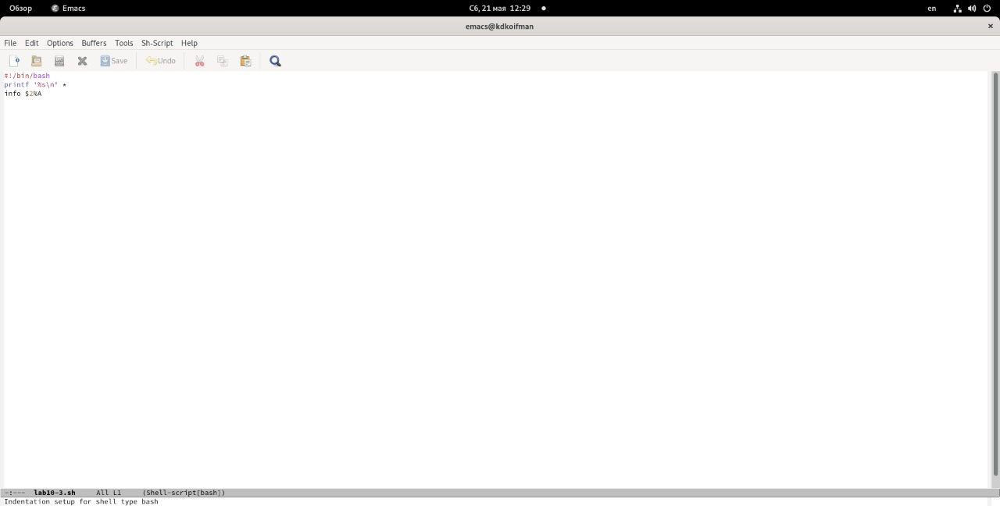 Обзор Emacs Сб, 21 мая 12:29 en
emacs@kdkoifman
File Edit Options Buffers Tools Sh-Script Help
Save Undo
#!/bin/bash
printf '%s\n' *
info $2%A
-:--- lab10-3.sh All L1 (Shell-script[bash])
Indentation setup for shell type bash